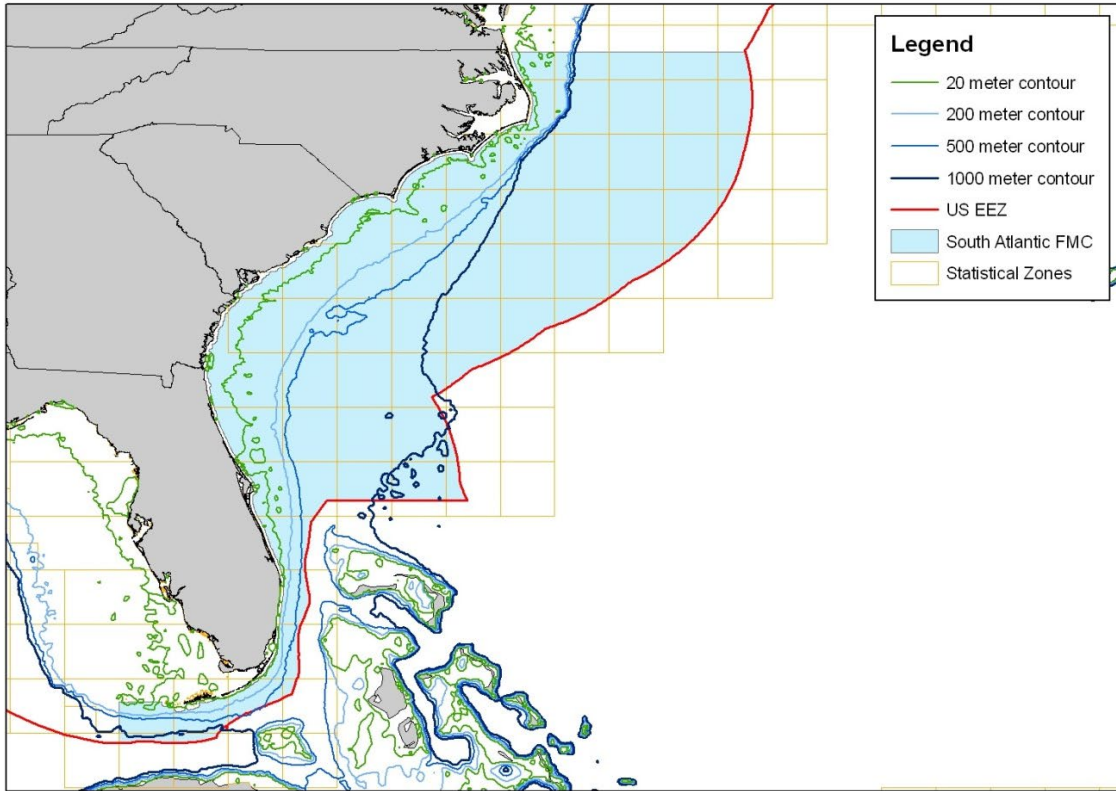 Legend
20 meter contour
200 meter contour
500 meter contour
1000 meter contour
US EEZ
South Atlantic FMC
Statistical Zones